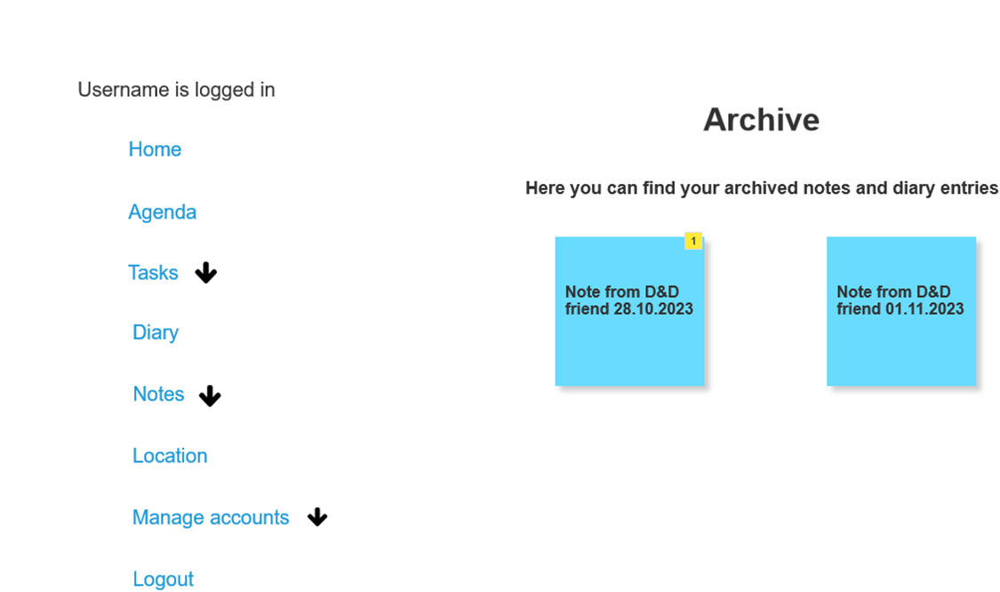 Username is logged in
Home
Agenda
Tasks
Diary
Notes
Location
Manage accounts
Logout
Archive
Here you can find your archived notes and diary entries
1
Note from D&D
friend 28.10.2023
Note from D&D
friend 01.11.2023